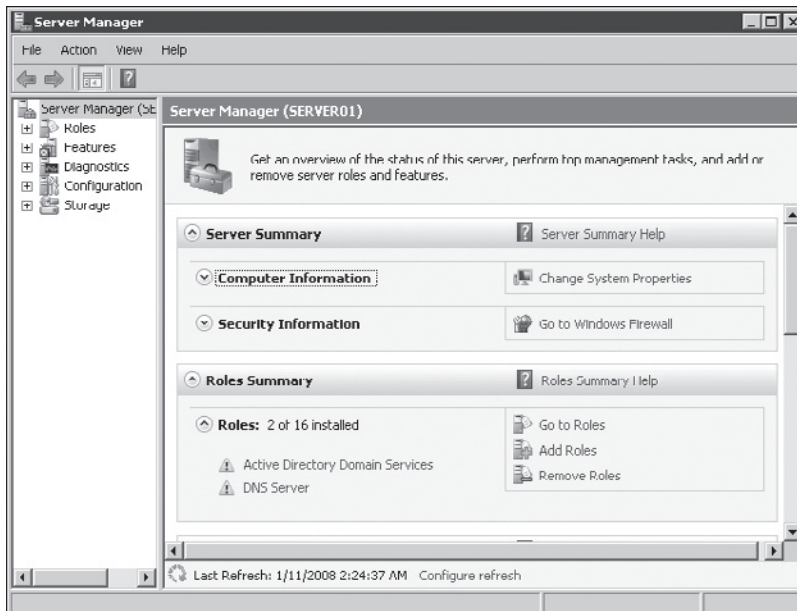 Server Manager
File Action View Help
Server Manager (SE
Roles
Features
Diagnostics
Configuration
Storage
Server Manager (SERVER01)
Get an overview of the status of this server, perform top management tasks, and add or
remove server roles and features.
Server Summary
Server Summary Help
Computer Information
Change System Properties
Security Information
Go to Windows Firewall
Roles Summary
Roles Summary Help
Roles: 2 of 16 installed
Go to Roles
Add Roles
Remove Roles
Active Directory Domain Services
DNS Server
Last Refresh: 1/11/2008 2:24:37 AM Configure refresh